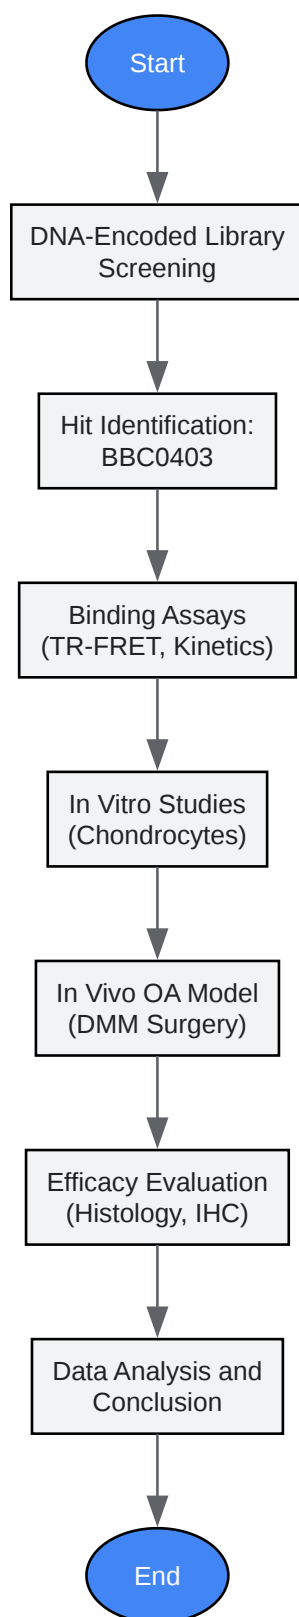 Start
DNA-Encoded Library
Screening
Hit Identification:
BBC0403
Binding Assays
(TR-FRET, Kinetics)
In Vitro Studies
(Chondrocytes)
In Vivo OA Model
(DMM Surgery)
Efficacy Evaluation
(Histology, IHC)
Data Analysis and
Conclusion
End